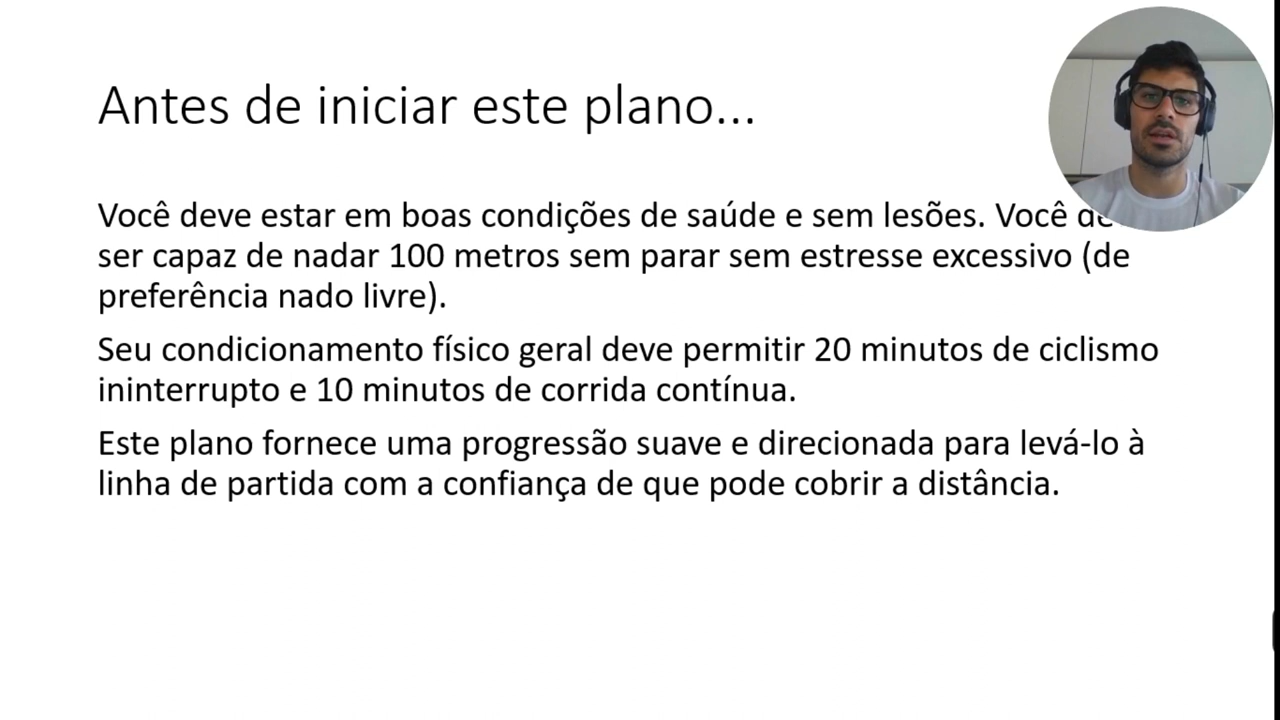 Antes de iniciar este plano...
Você deve estar em boas condições de saúde e sem lesões. Você
ser capaz de nadar 100 metros sem parar sem estresse excessivo (de
preferência nado livre).
Seu condicionamento físico geral deve permitir 20 minutos de ciclismo
ininterrupto e 10 minutos de corrida contínua.
Este plano fornece uma progressão suave e direcionada para levá-lo à
linha de partida com a confiança de que pode cobrir a distância.